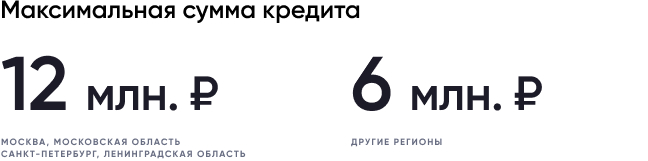 Максимальная сумма кредита
12 млн. ₽
6 млн. ₽
МОСКВА, МОСКОВСКАЯ ОБЛАСТЬ
САНКТ-ПЕТЕРБУРГ, ЛЕНИНГРАДСКАЯ ОБЛАСТЬ
ДРУГИЕ РЕГИОНЫ